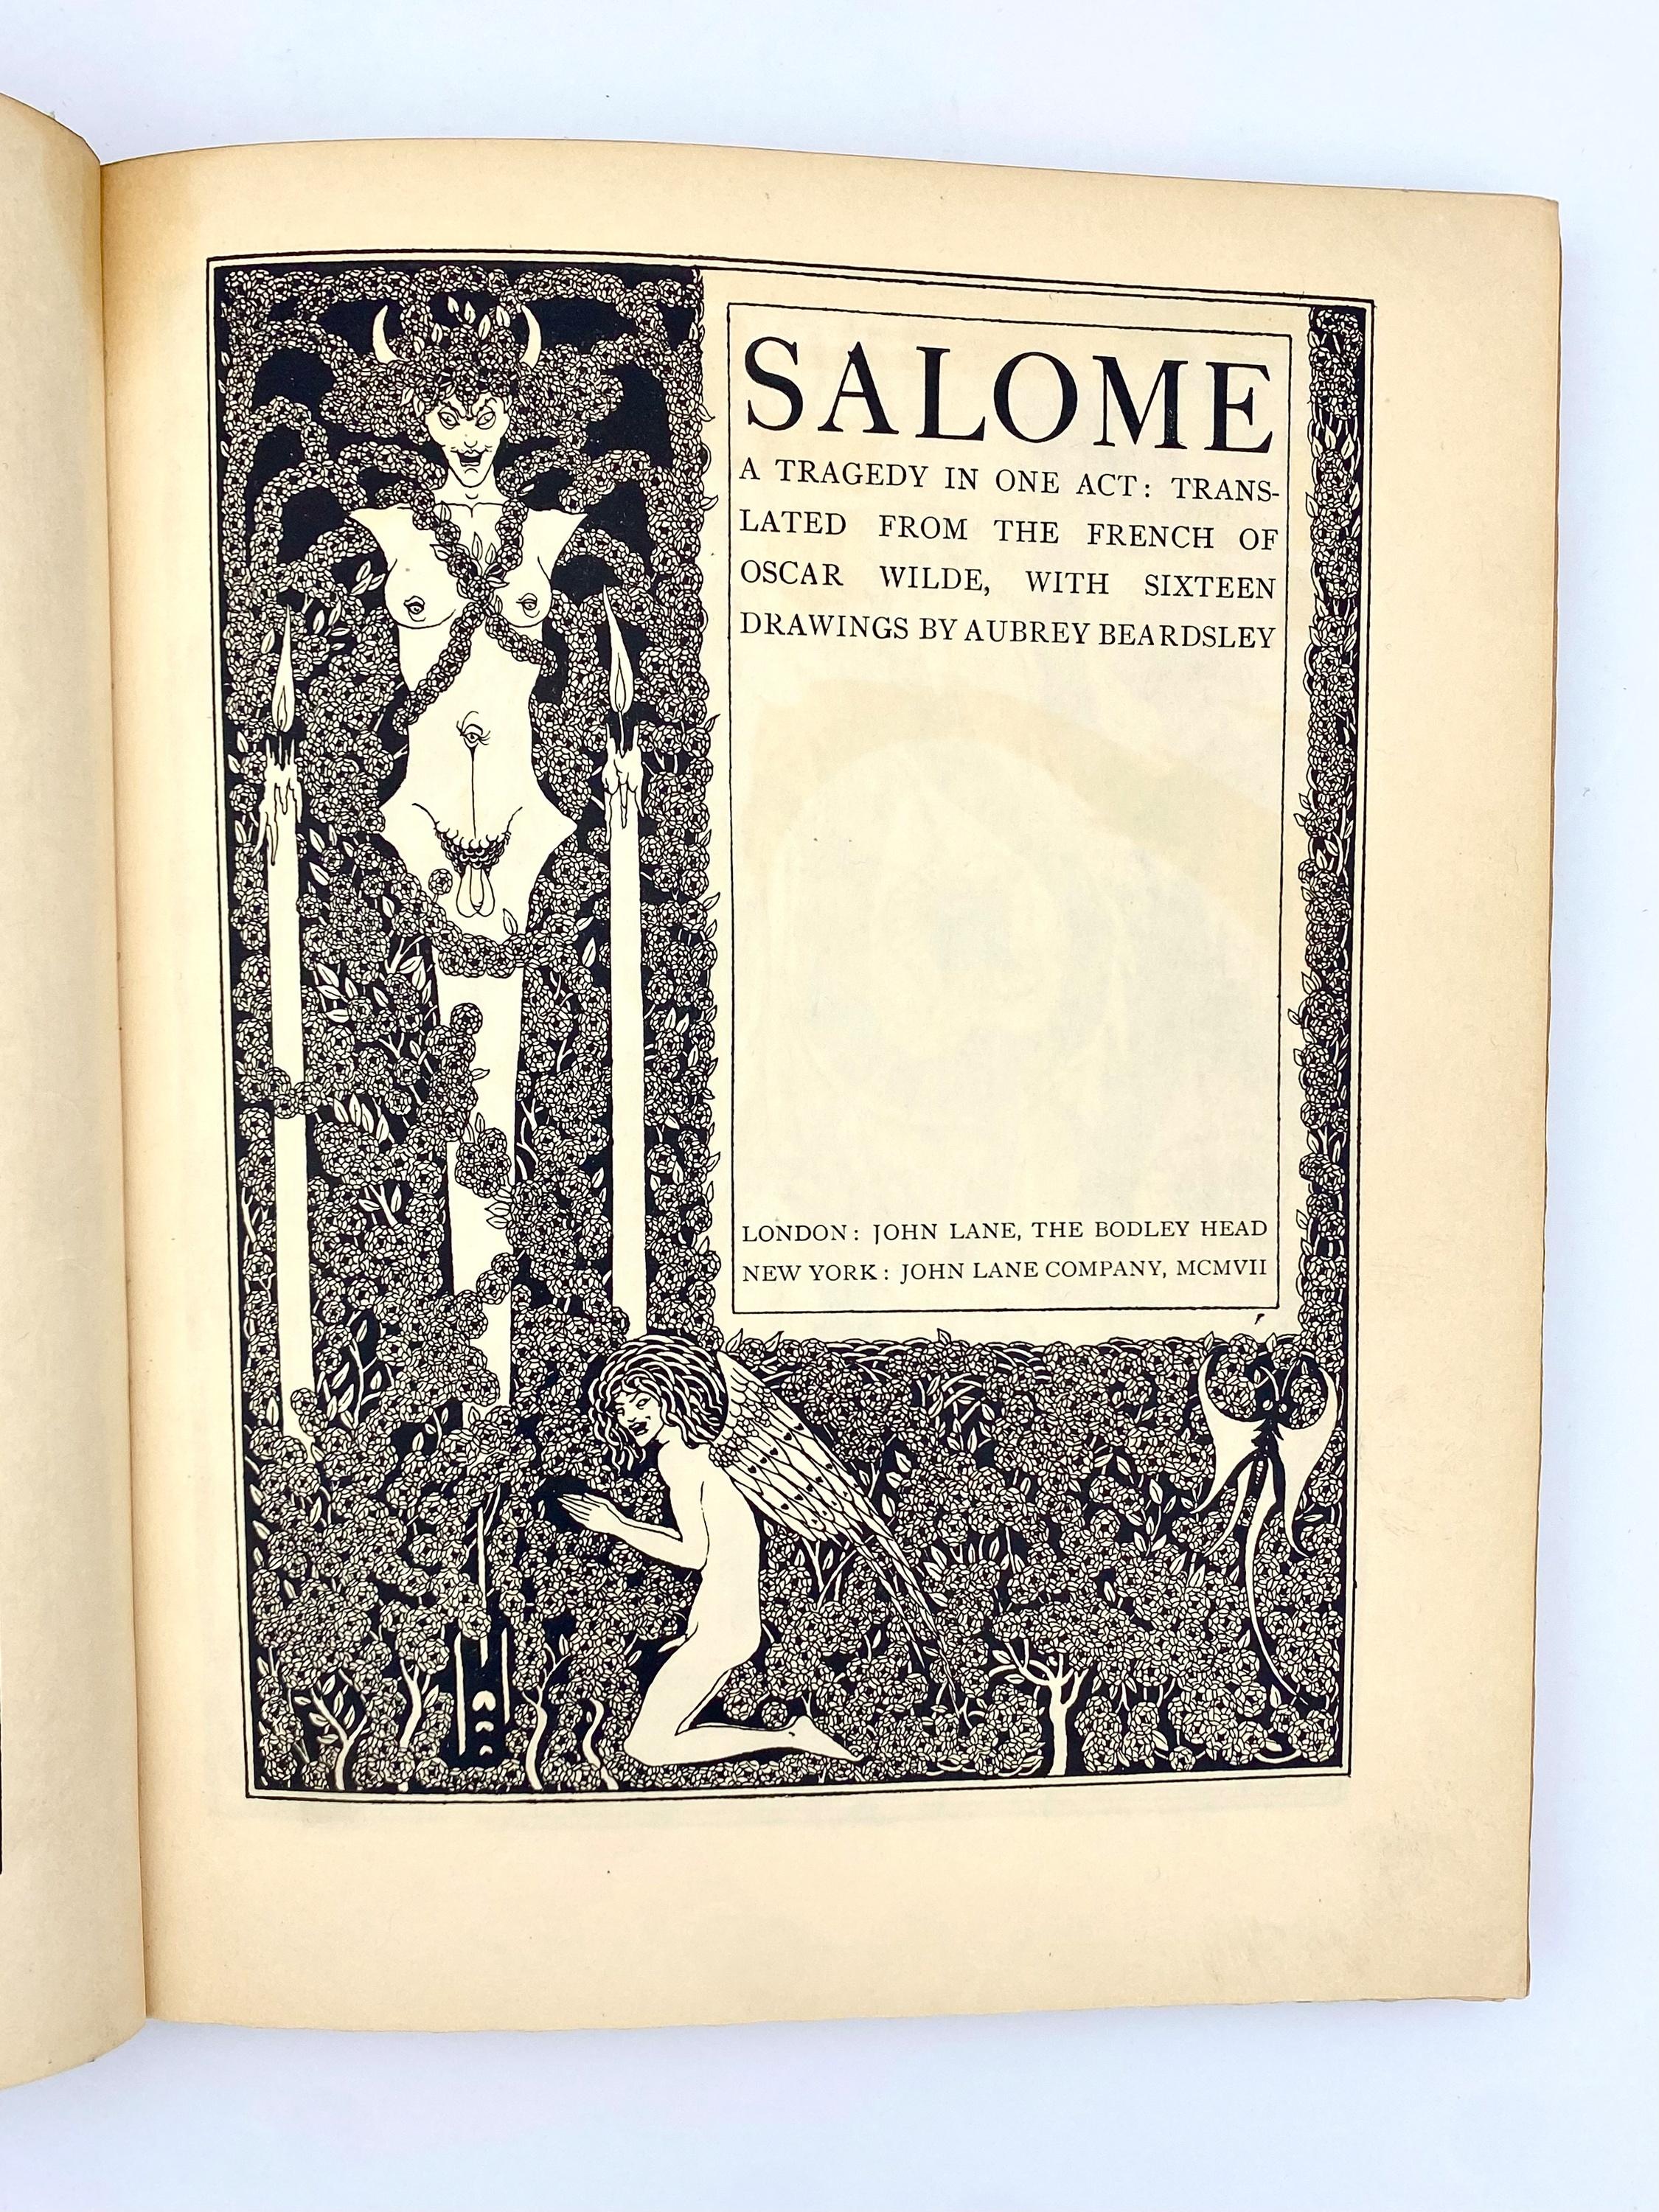 SALOME
A TRAGEDY IN ONE ACT: TRANS-
LATED FROM THE FRENCH OF
OSCAR WILDE, WITH SIXTEEN
DRAWINGS BY AUBREY BEARDSLEY
LONDON: JOHN LANE, THE BODLEY HEAD
NEW YORK: JOHN LANE COMPANY, MCMVII